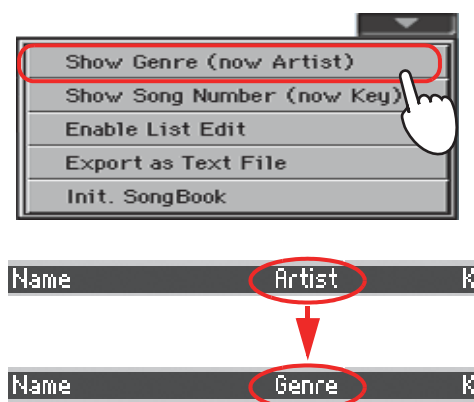 Show Genre (now Artist)
Show Song Number (now Key)
Enable List Edit
Export as Text File
Init. SongBook
Name Artist K
Name Genre K